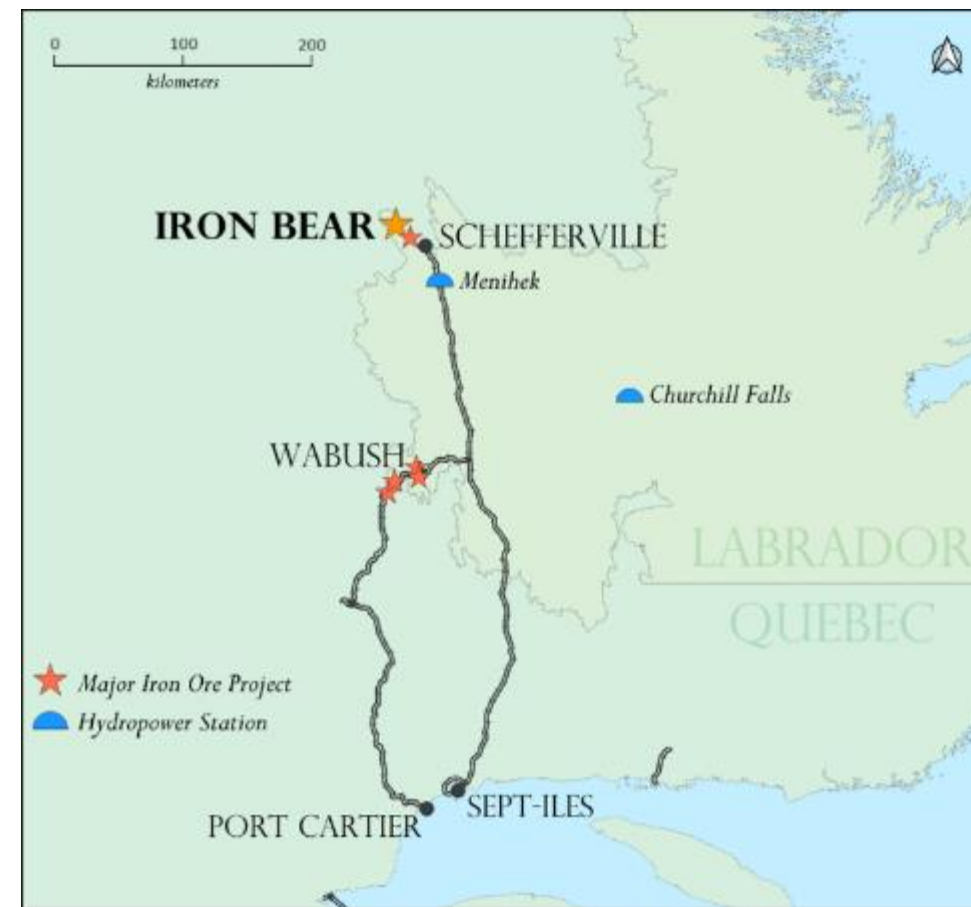 0 100 200
kilometers
IRON BEAR
SCHEFFERVILLE
Menihek
Churchill Falls
WABUSH
LABRADOR
QUEBEC
Major Iron Ore Project
Hydropower Station
SEPT-ILES
PORT CARTIER